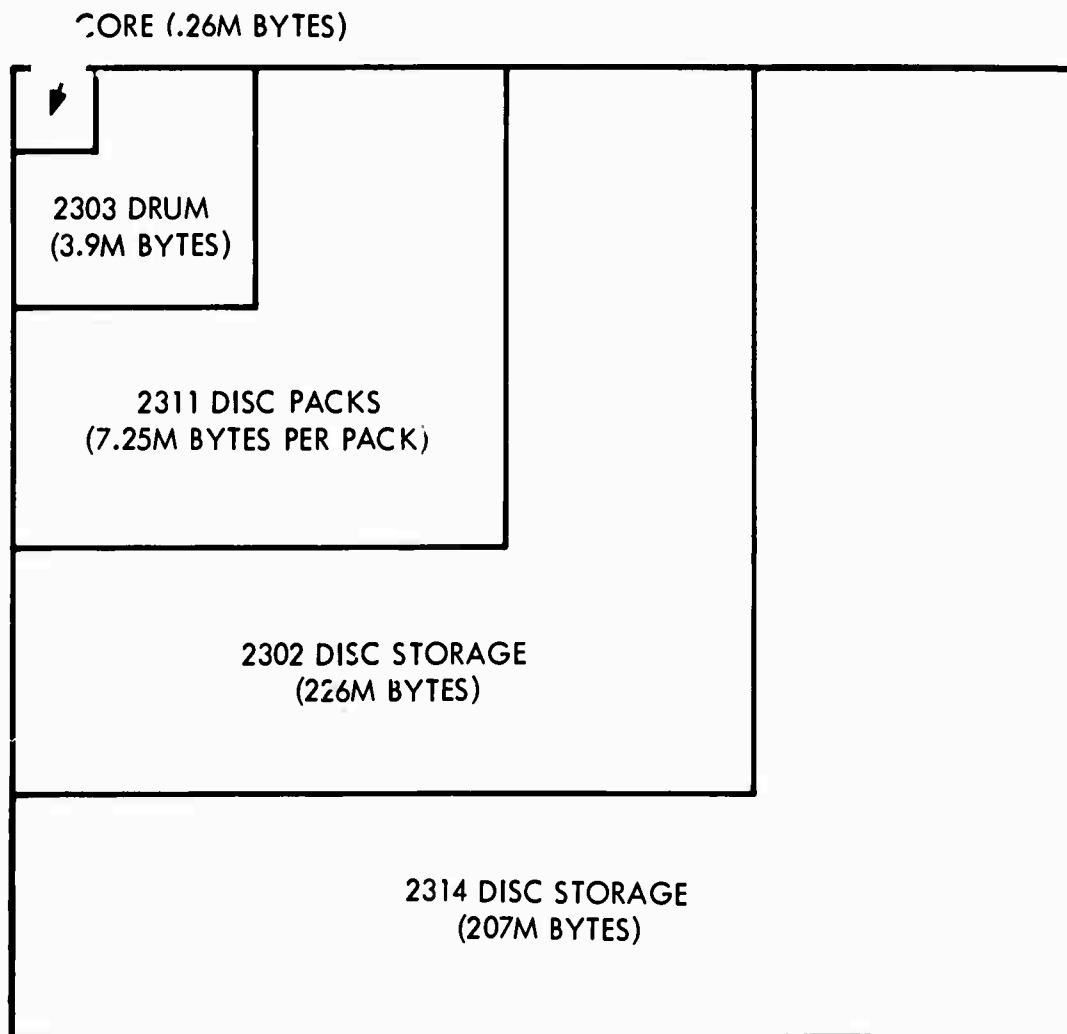 CORE (.26M BYTES)
2303 DRUM
(3.9M BYTES)
2311 DISC PACKS
(7.25M BYTES PER PACK)
2302 DISC STORAGE
(226M BYTES)
2314 DISC STORAGE
(207M BYTES)